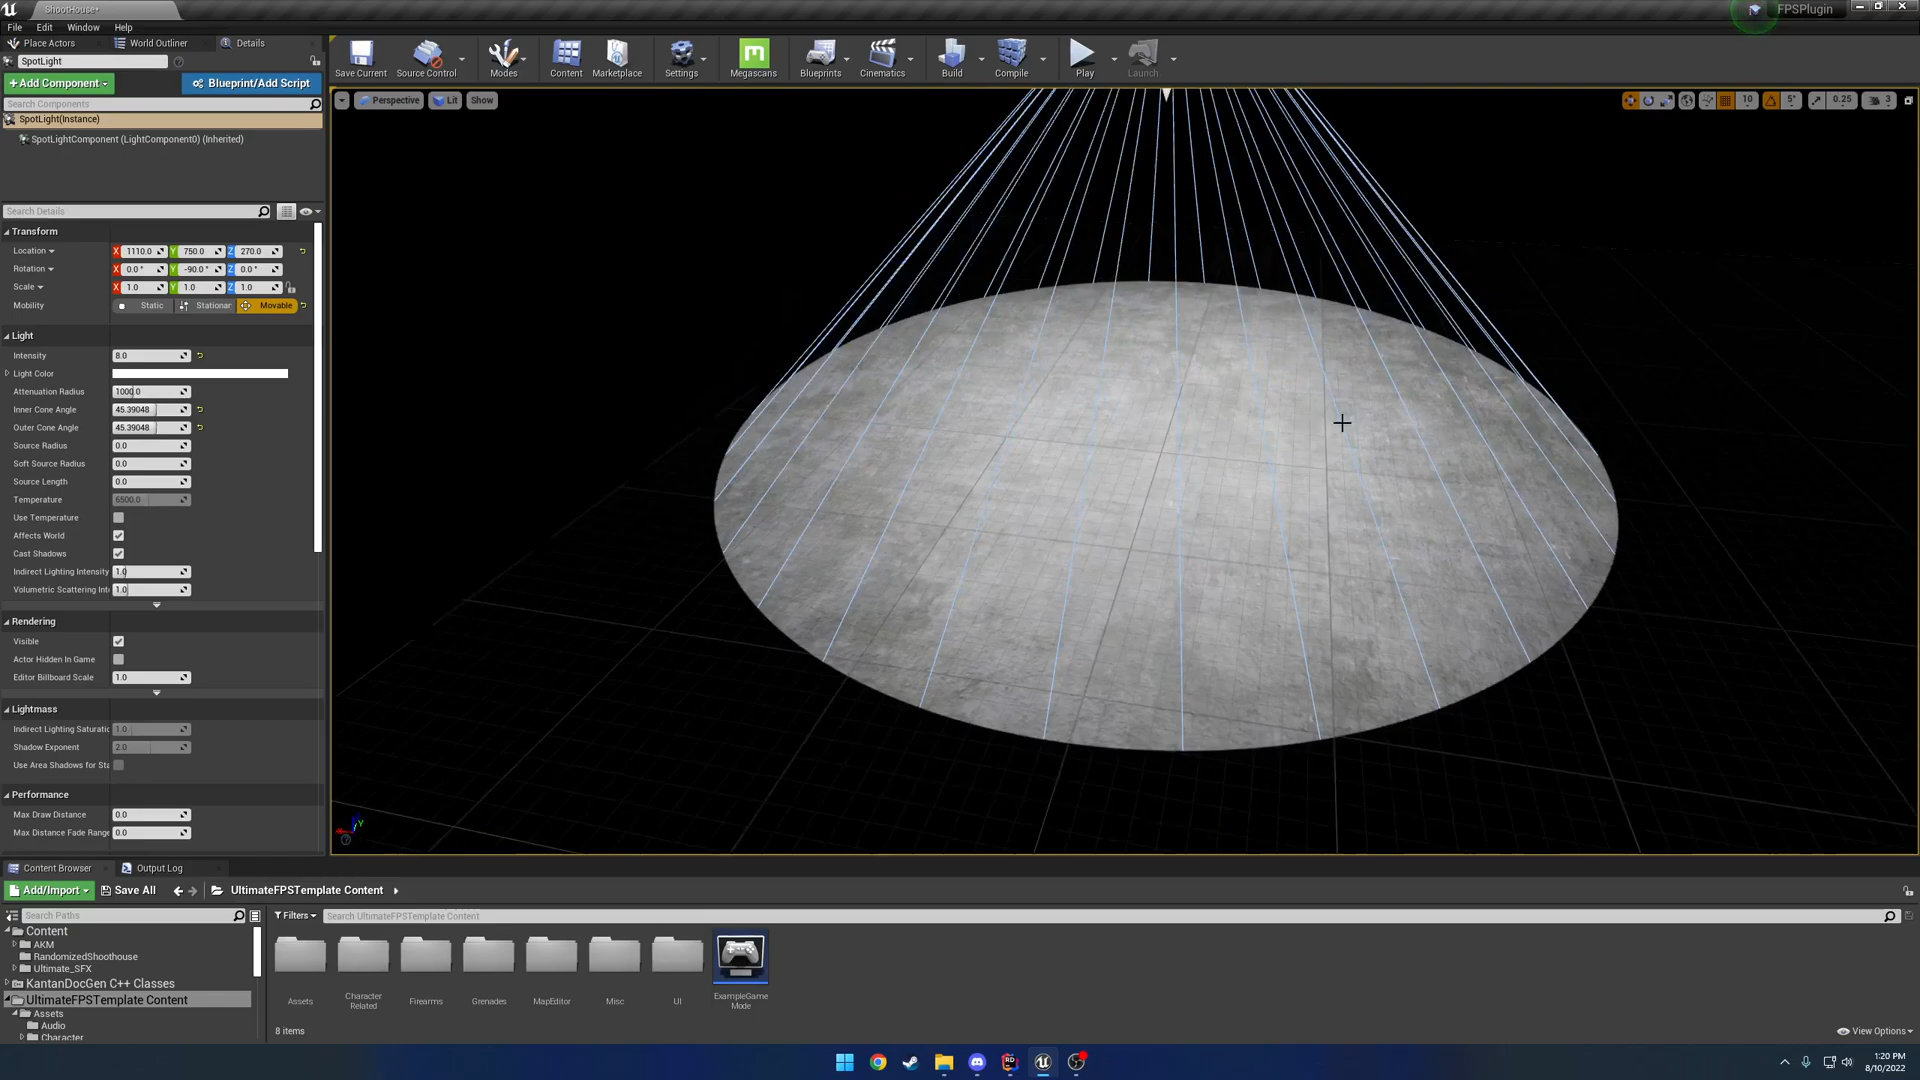 ShootHouse*
FPSPlugin
File Edit Window Help
Place Actors World Outliner Details
SpotLight
+Add Component Blueprint/Add Script
Search Components
SpotLight(Instance)
SpotLightComponent (LightComponent0) (Inherited)
Save Current Source Control Modes Content Marketplace Settings Megascans Blueprints Cinematics Build Compile Play Launch
Perspective Lit Show
10 5° 0.25 3
Search Details
Transform
Location X 1110.0 Y 750.0 Z 270.0
Rotation X 0.0° Y -90.0° Z 0.0°
Scale X 1.0 Y 1.0 Z 1.0
Mobility Static Stationar Movable
Light
Intensity 8.0
Light Color
Attenuation Radius 1000.0
Inner Cone Angle 45.39048
Outer Cone Angle 45.39048
Source Radius 0.0
Soft Source Radius 0.0
Source Length 0.0
Temperature 6500.0
Use Temperature
Affects World
Cast Shadows
Indirect Lighting Intensity 1.0
Volumetric Scattering Int 1.0
Rendering
Visible
Actor Hidden In Game
Editor Billboard Scale 1.0
Lightmass
Indirect Lighting Saturatic 1.0
Shadow Exponent 2.0
Use Area Shadows for Sta
Performance
Max Draw Distance 0.0
Max Distance Fade Range 0.0
Y
Content Browser Output Log
Add/Import Save All UltimateFPSTemplate Content
Search Paths Filters Search UltimateFPSTemplate Content
Content
AKM
RandomizedShoothouse
Ultimate_SFX
KantanDocGen C++ Classes
UltimateFPSTemplate Content
Assets
Audio
Character
Assets
Character
Related
Firearms
Grenades
MapEditor
Misc
UI
ExampleGame
Mode
8 items
View Options
1:20 PM
8/10/2022